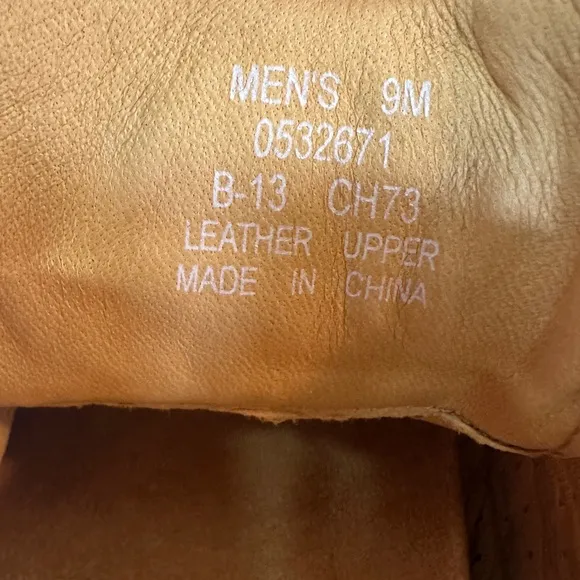 MEN'S 9M
0532671
B-13 CH73
LEATHER UPPER
MADE IN CHINA